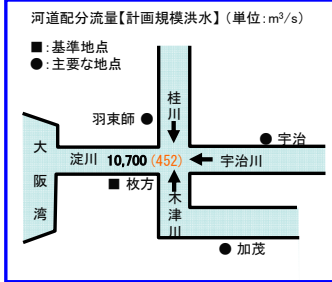 河道配分流量【計画規模洪水】(単位:m³/s)
■:基準地点
●:主要な地点
桂川
羽束師 ●
● 宇治
大阪湾
淀川 10,700 (452)
宇治川
■ 枚方
木津川
● 加茂